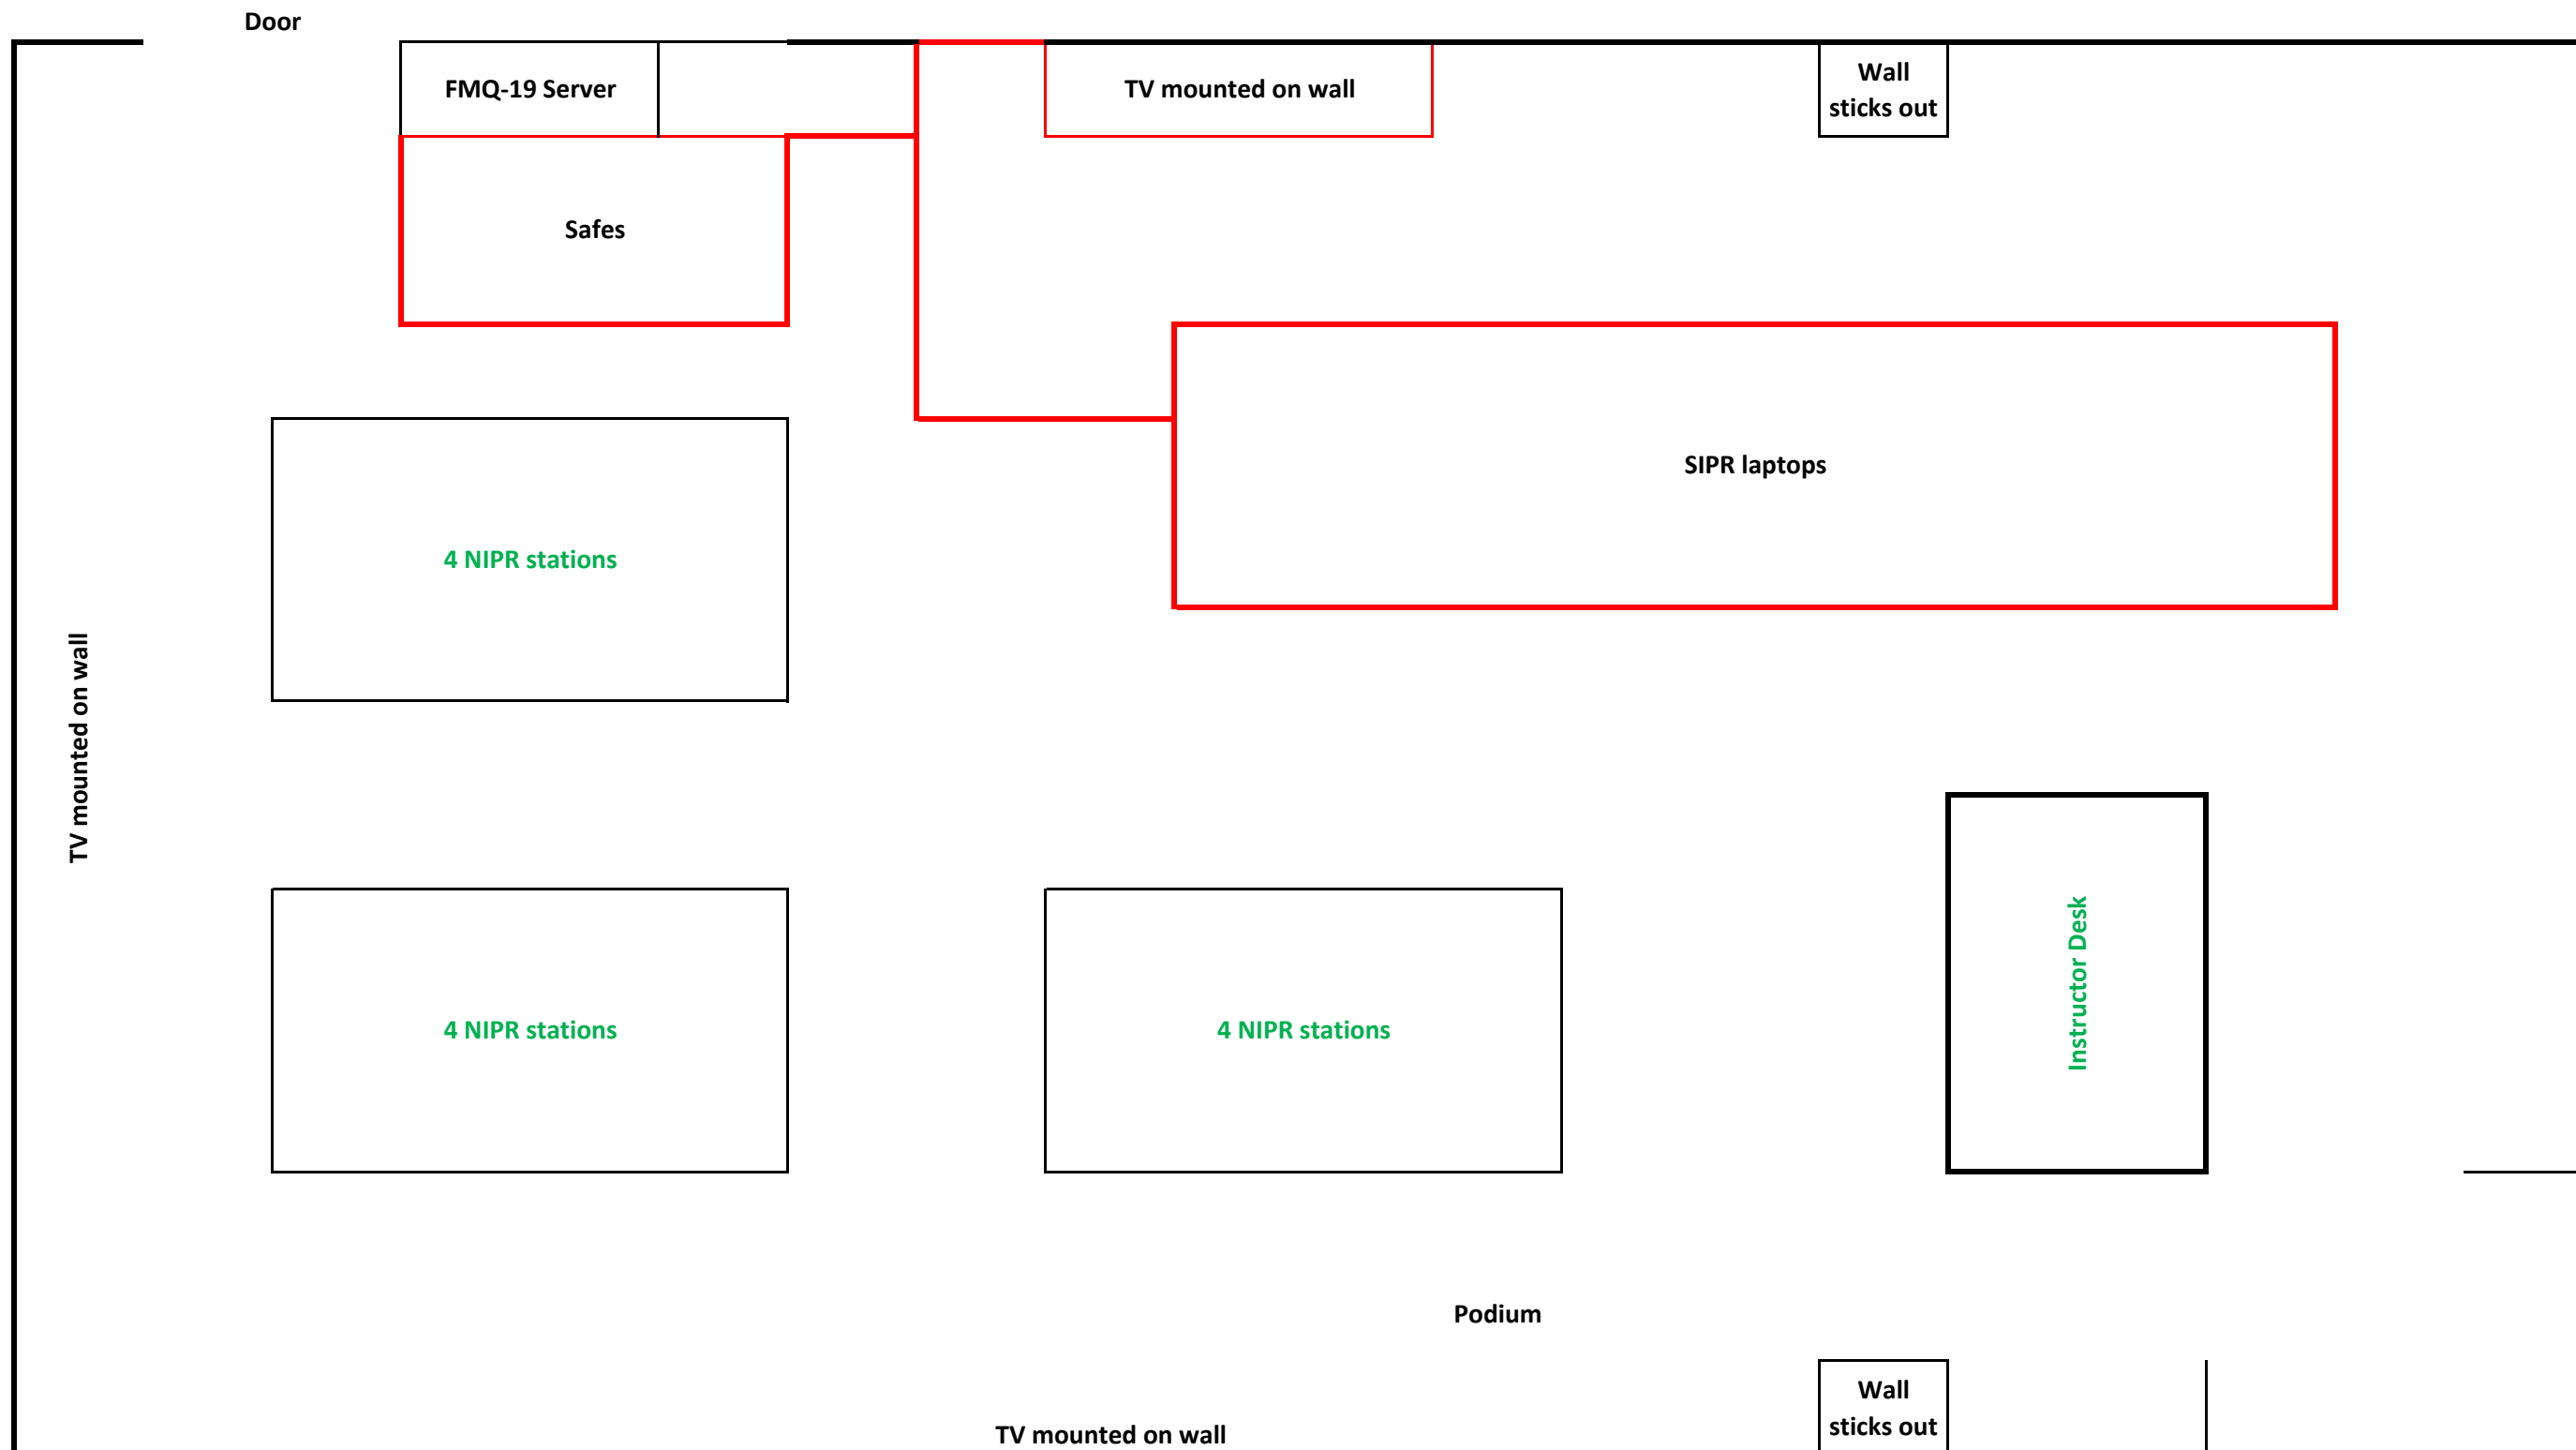 Door
FMQ-19 Server
TV mounted on wall
Wall
sticks out
Safes
SIPR laptops
4 NIPR stations
TV mounted on wall
4 NIPR stations
4 NIPR stations
Instructor Desk
Podium
Wall
sticks out
TV mounted on wall